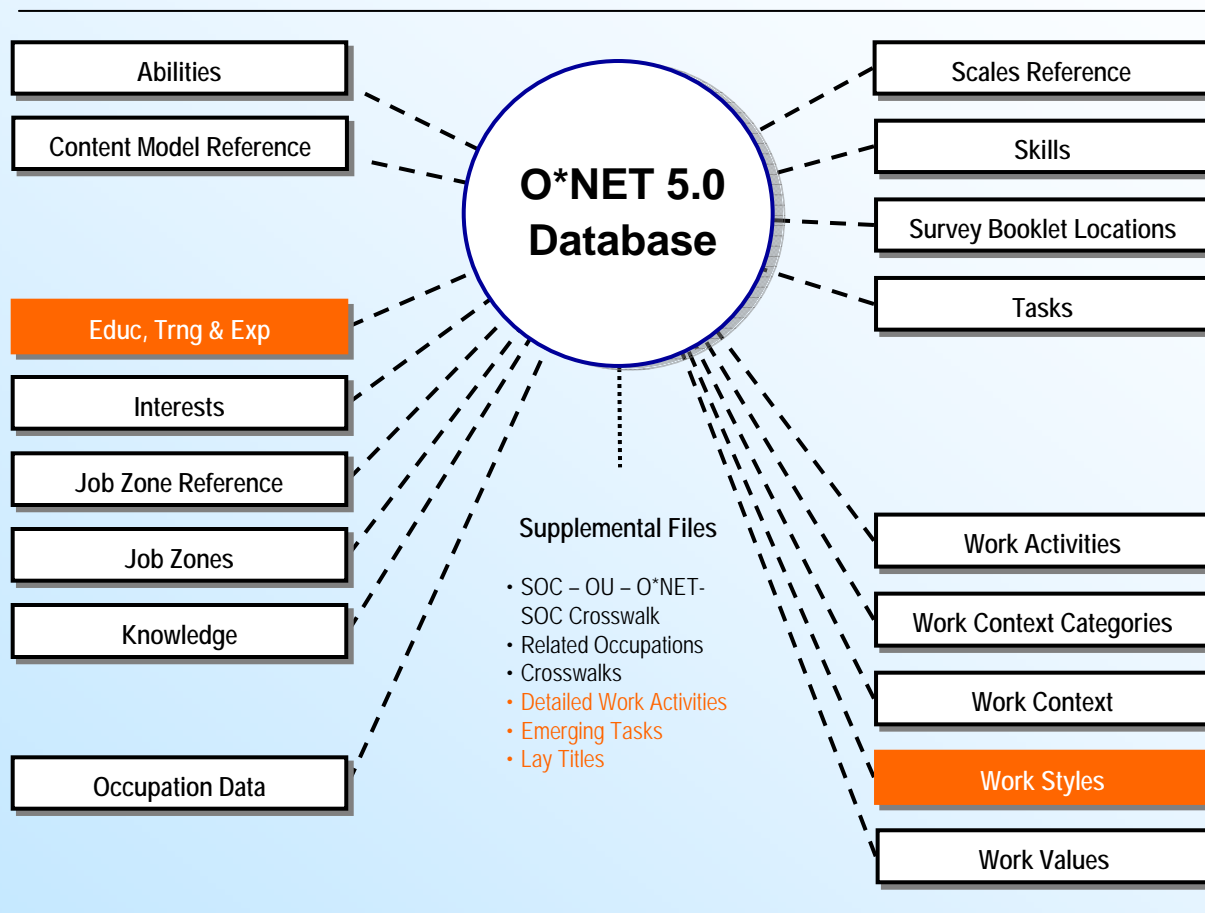 Abilities
Content Model Reference
Educ, Trng & Exp
Interests
Job Zone Reference
Job Zones
Knowledge
Occupation Data
O*NET 5.0
Database
Supplemental Files
• SOC – OU – O*NET-
SOC Crosswalk
• Related Occupations
• Crosswalks
• Detailed Work Activities
• Emerging Tasks
• Lay Titles
Scales Reference
Skills
Survey Booklet Locations
Tasks
Work Activities
Work Context Categories
Work Context
Work Styles
Work Values